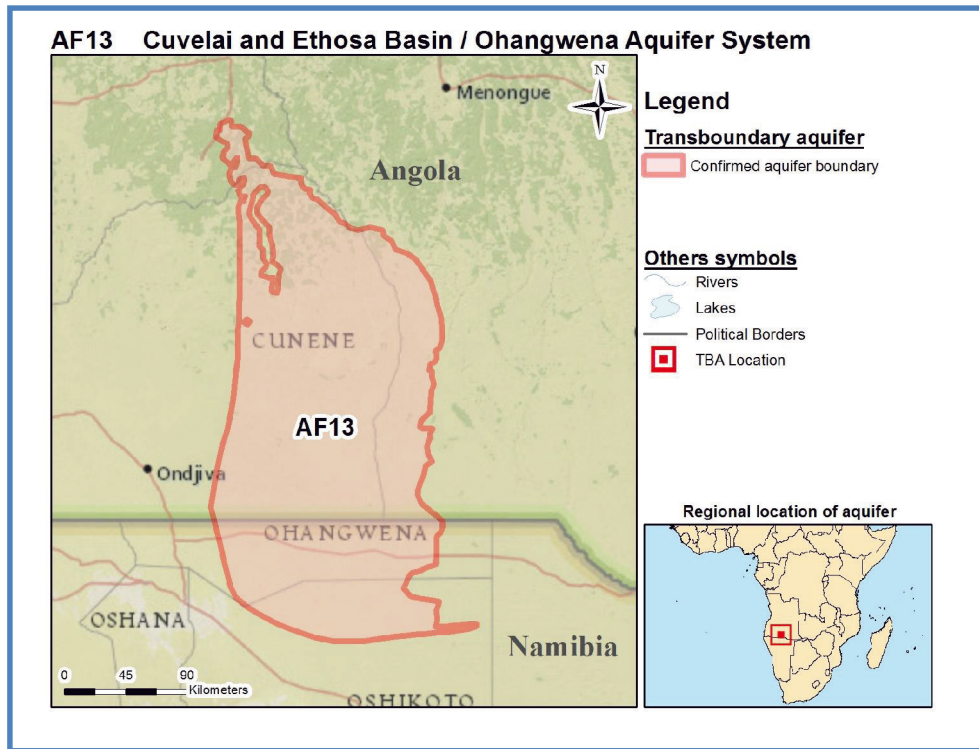 AF13 Cuvelai and Ethosa Basin / Ohangwena Aquifer System
N
Menongue
Angola
CUNENE
AF13
Ondjiva
OHANGWENA
OSHANA
Namibia
OSHIKOTO
0 45 90
Kilometers
Legend
Transboundary aquifer
Confirmed aquifer boundary
Others symbols
Rivers
Lakes
Political Borders
TBA Location
Regional location of aquifer